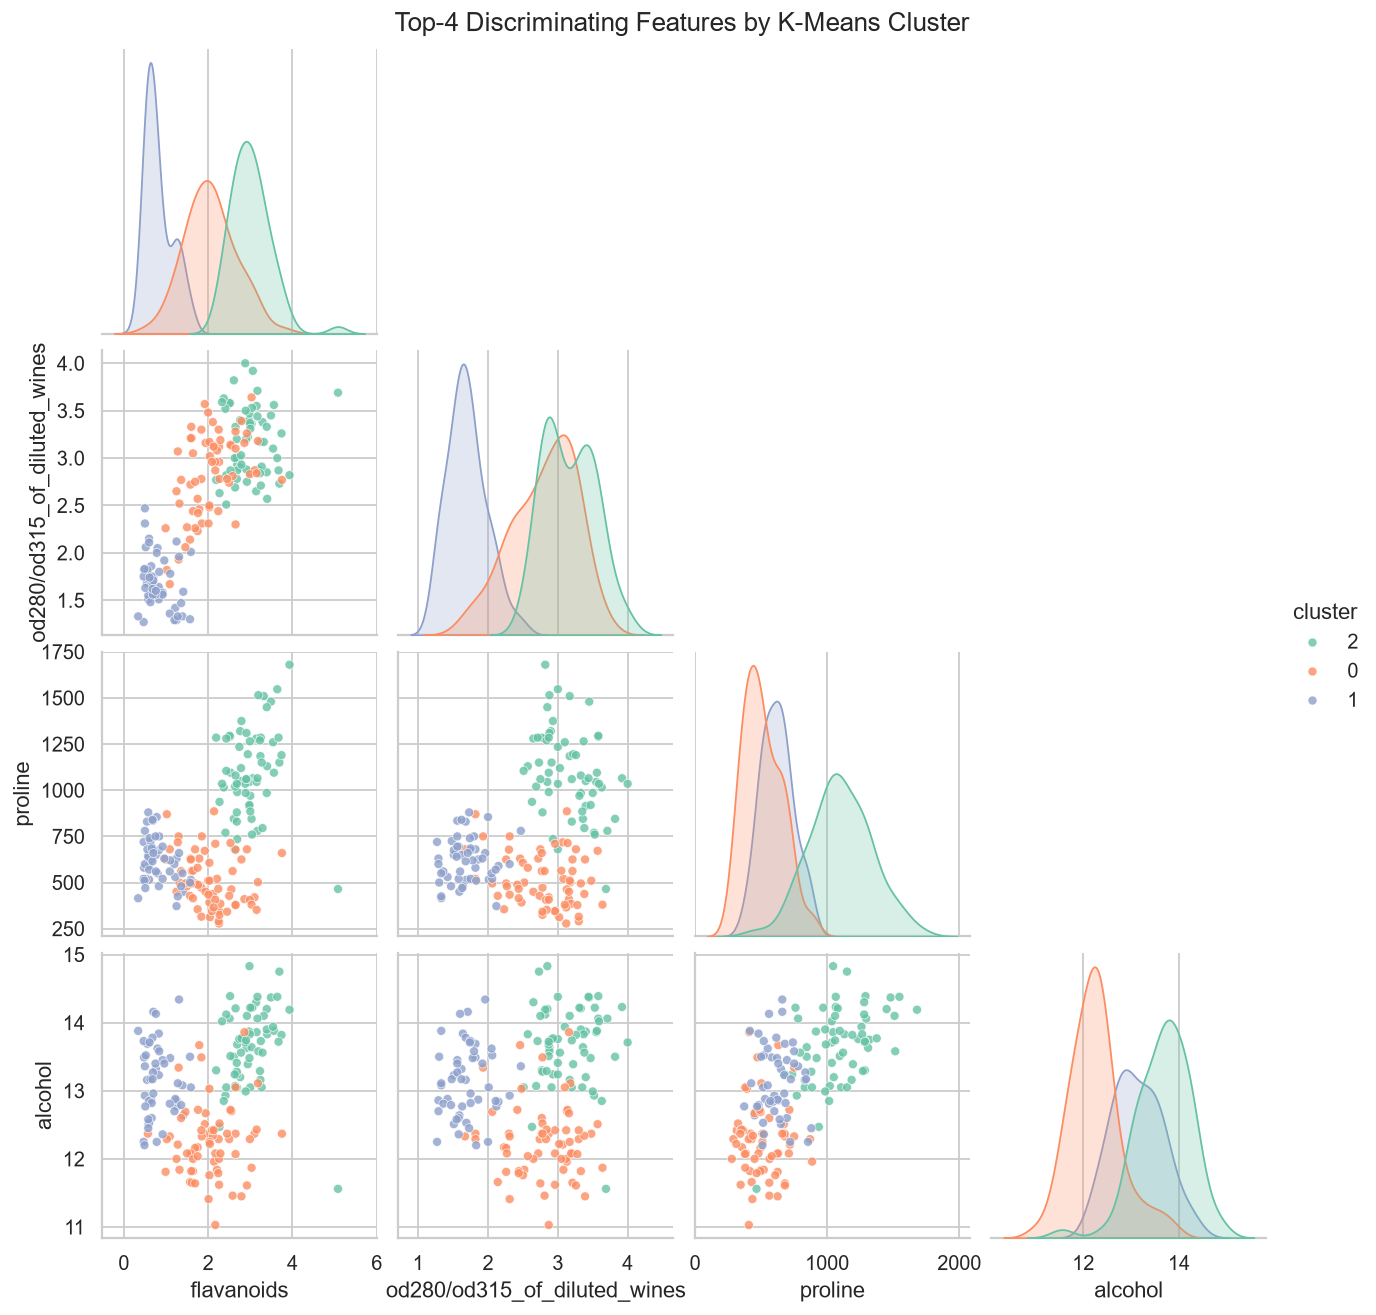 Top-4 Discriminating Features by K-Means Cluster
od280/od315_of_diluted_wines
4.0
3.5
3.0
2.5
2.0
1.5
proline
1750
1500
1250
1000
750
500
250
cluster
2
0
1
alcohol
15
14
13
12
11
0 2 4 6
flavanoids
1 2 3 4
od280/od315_of_diluted_wines
0 1000 2000
proline
12 14
alcohol